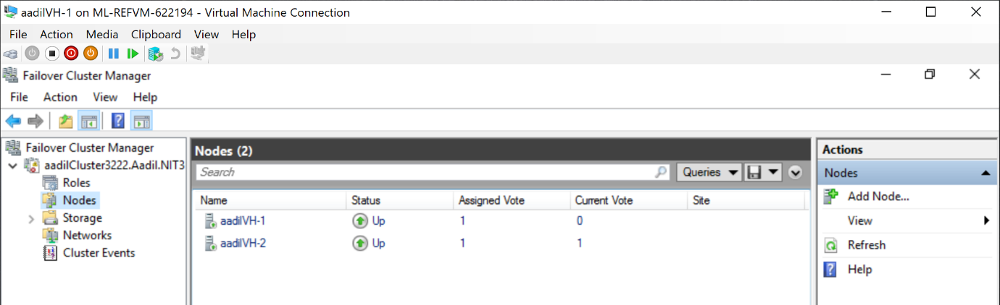 aadilVH-1 on ML-REFVM-622194 - Virtual Machine Connection
File Action Media Clipboard View Help
Failover Cluster Manager
File Action View Help
Failover Cluster Manager
aadilCluster3222.Aadil.NIT3
Roles
Nodes
Storage
Networks
Cluster Events
Nodes (2)
Search
Queries
Name Status Assigned Vote Current Vote Site
aadilVH-1 Up 1 0
aadilVH-2 Up 1 1
Actions
Nodes
Add Node...
View
Refresh
Help